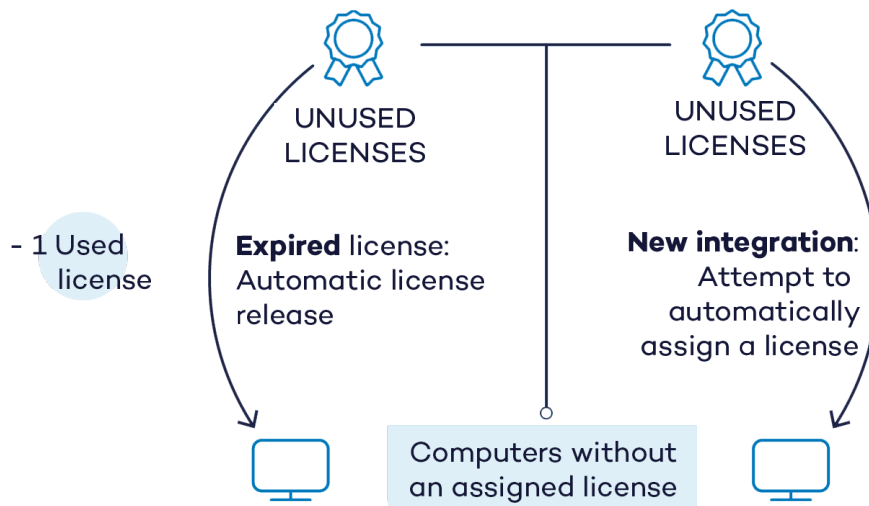 UNUSED
LICENSES
UNUSED
LICENSES
- 1 Used
license
Expired license:
Automatic license
release
New integration:
Attempt to
automatically
assign a license
Computers without
an assigned license